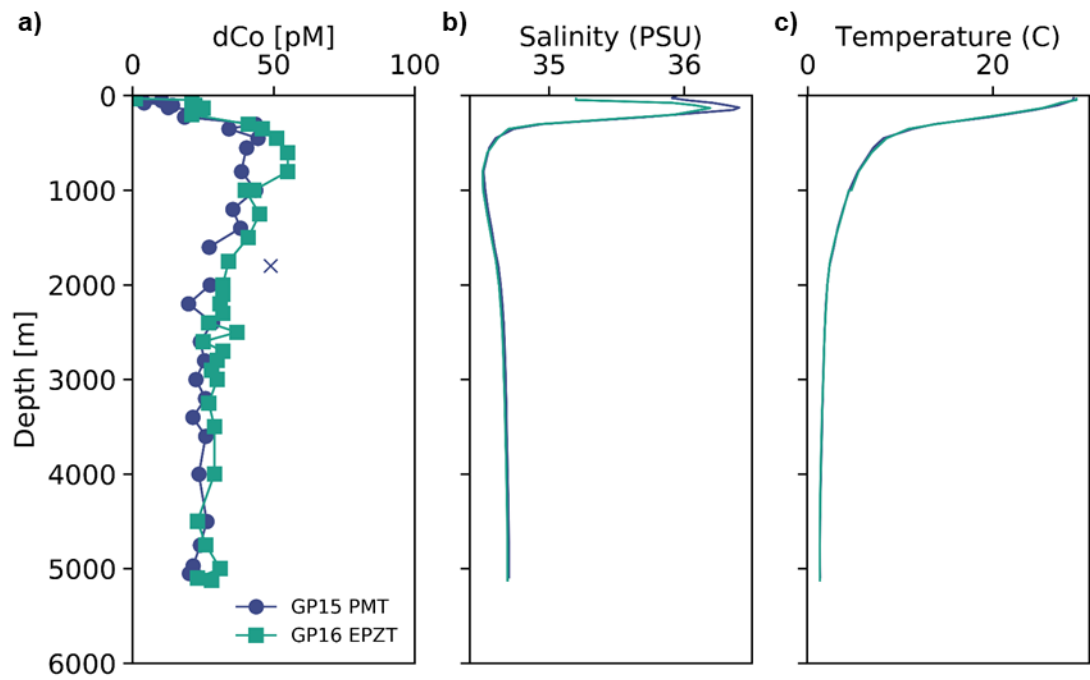 a)
dCo [pM]
0 50 100
b)
Salinity (PSU)
35 36
c)
Temperature (C)
0 20
Depth [m]
0
1000
2000
3000
4000
5000
6000
GP15 PMT
GP16 EPZT